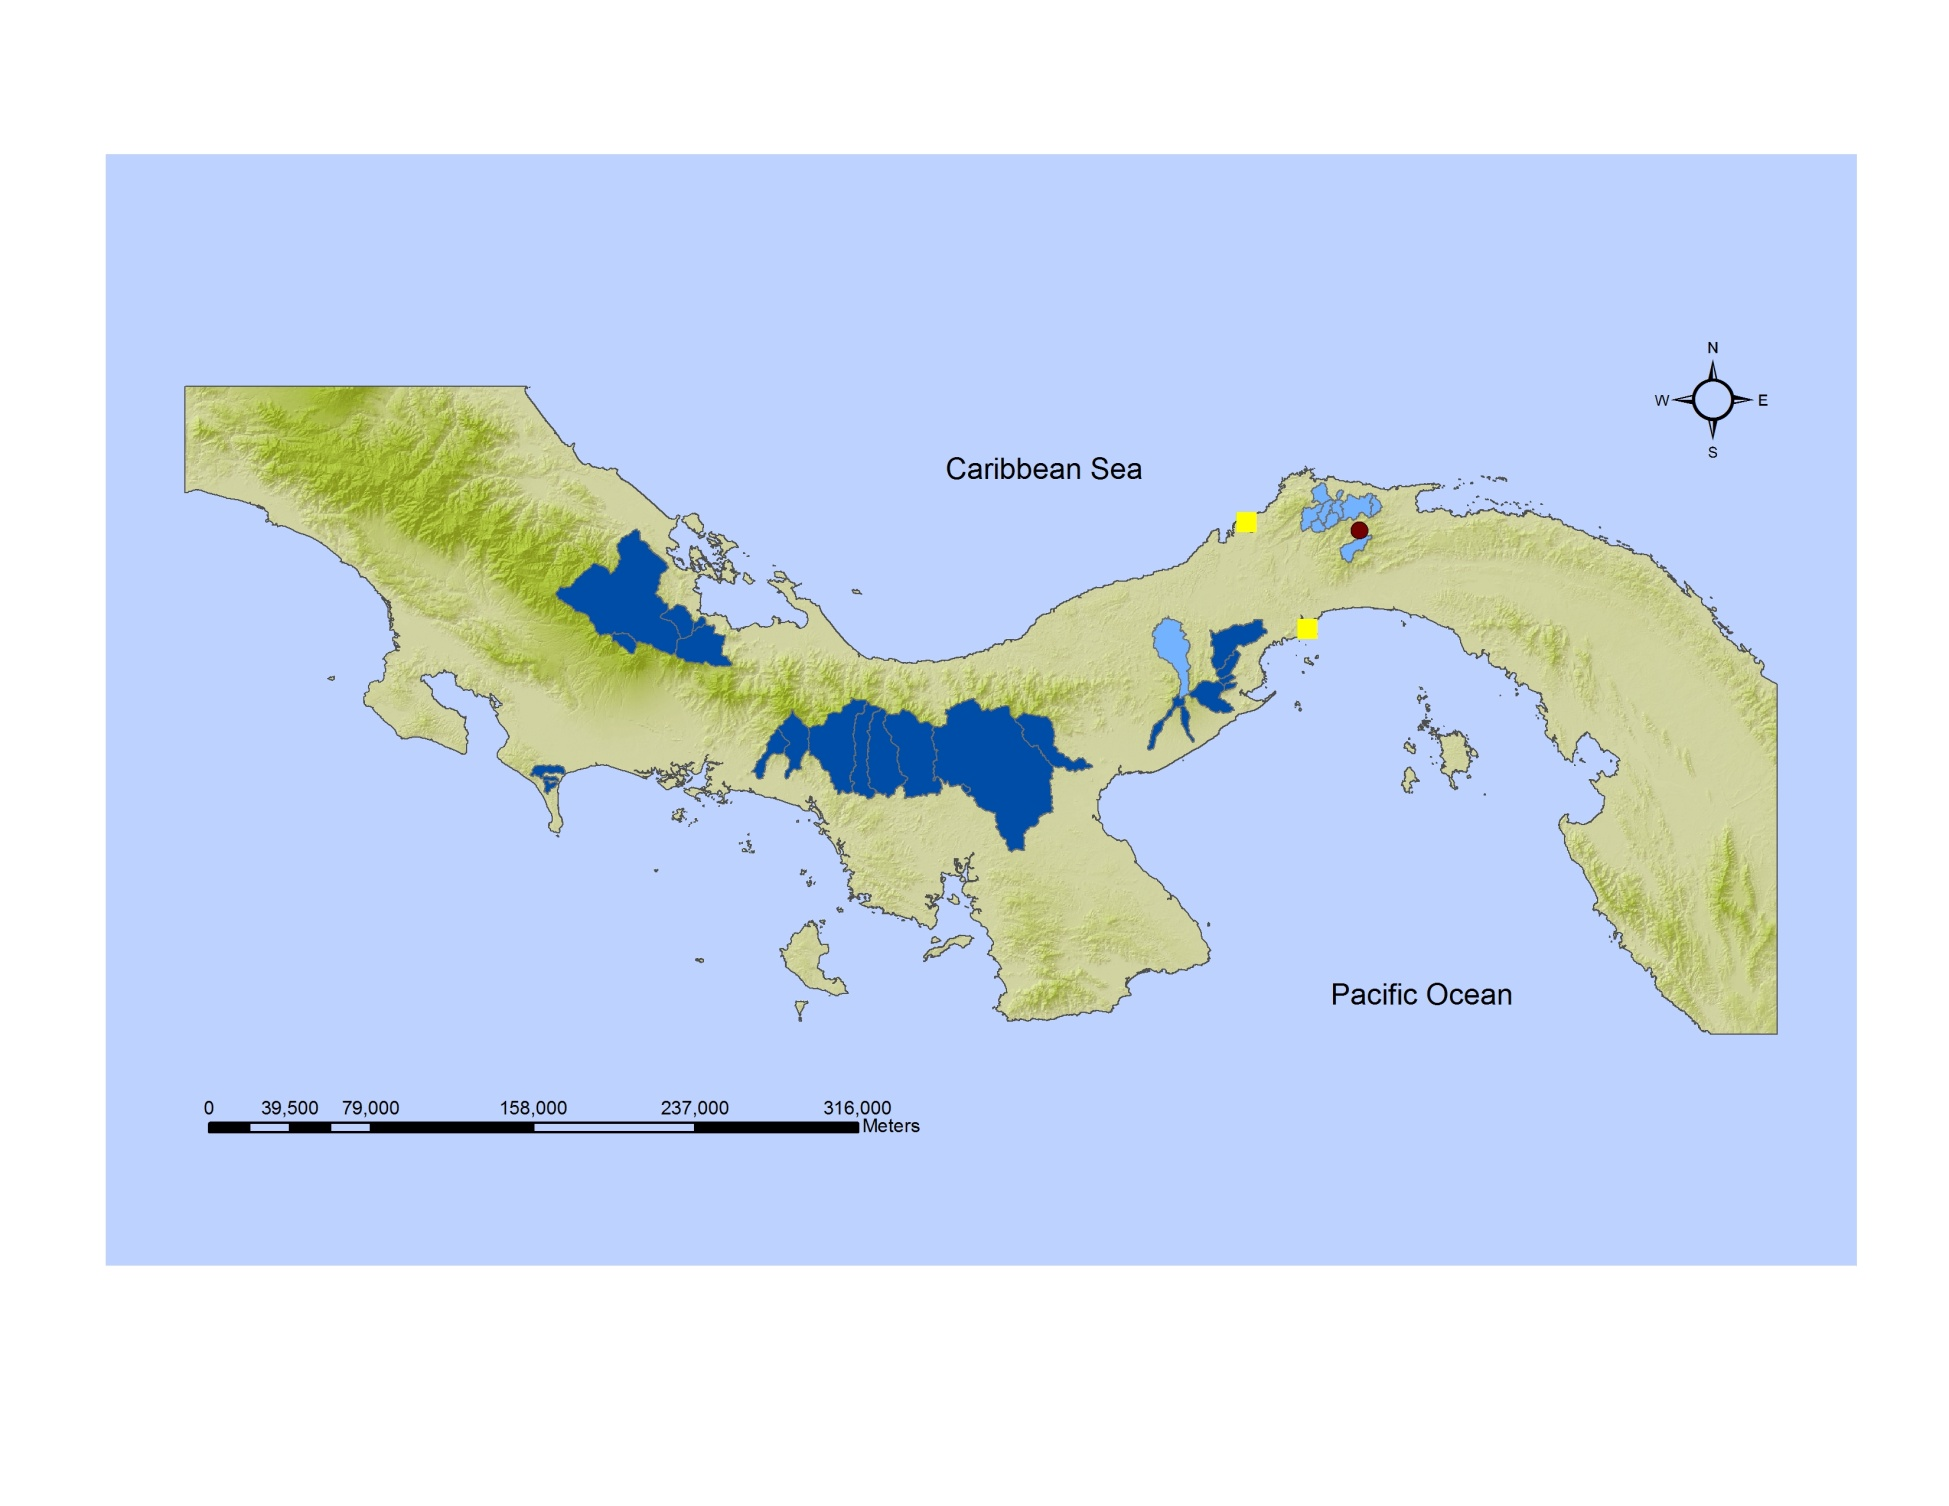 N
W E
S
Caribbean Sea
Pacific Ocean
0 39,500 79,000 158,000 237,000 316,000
Meters